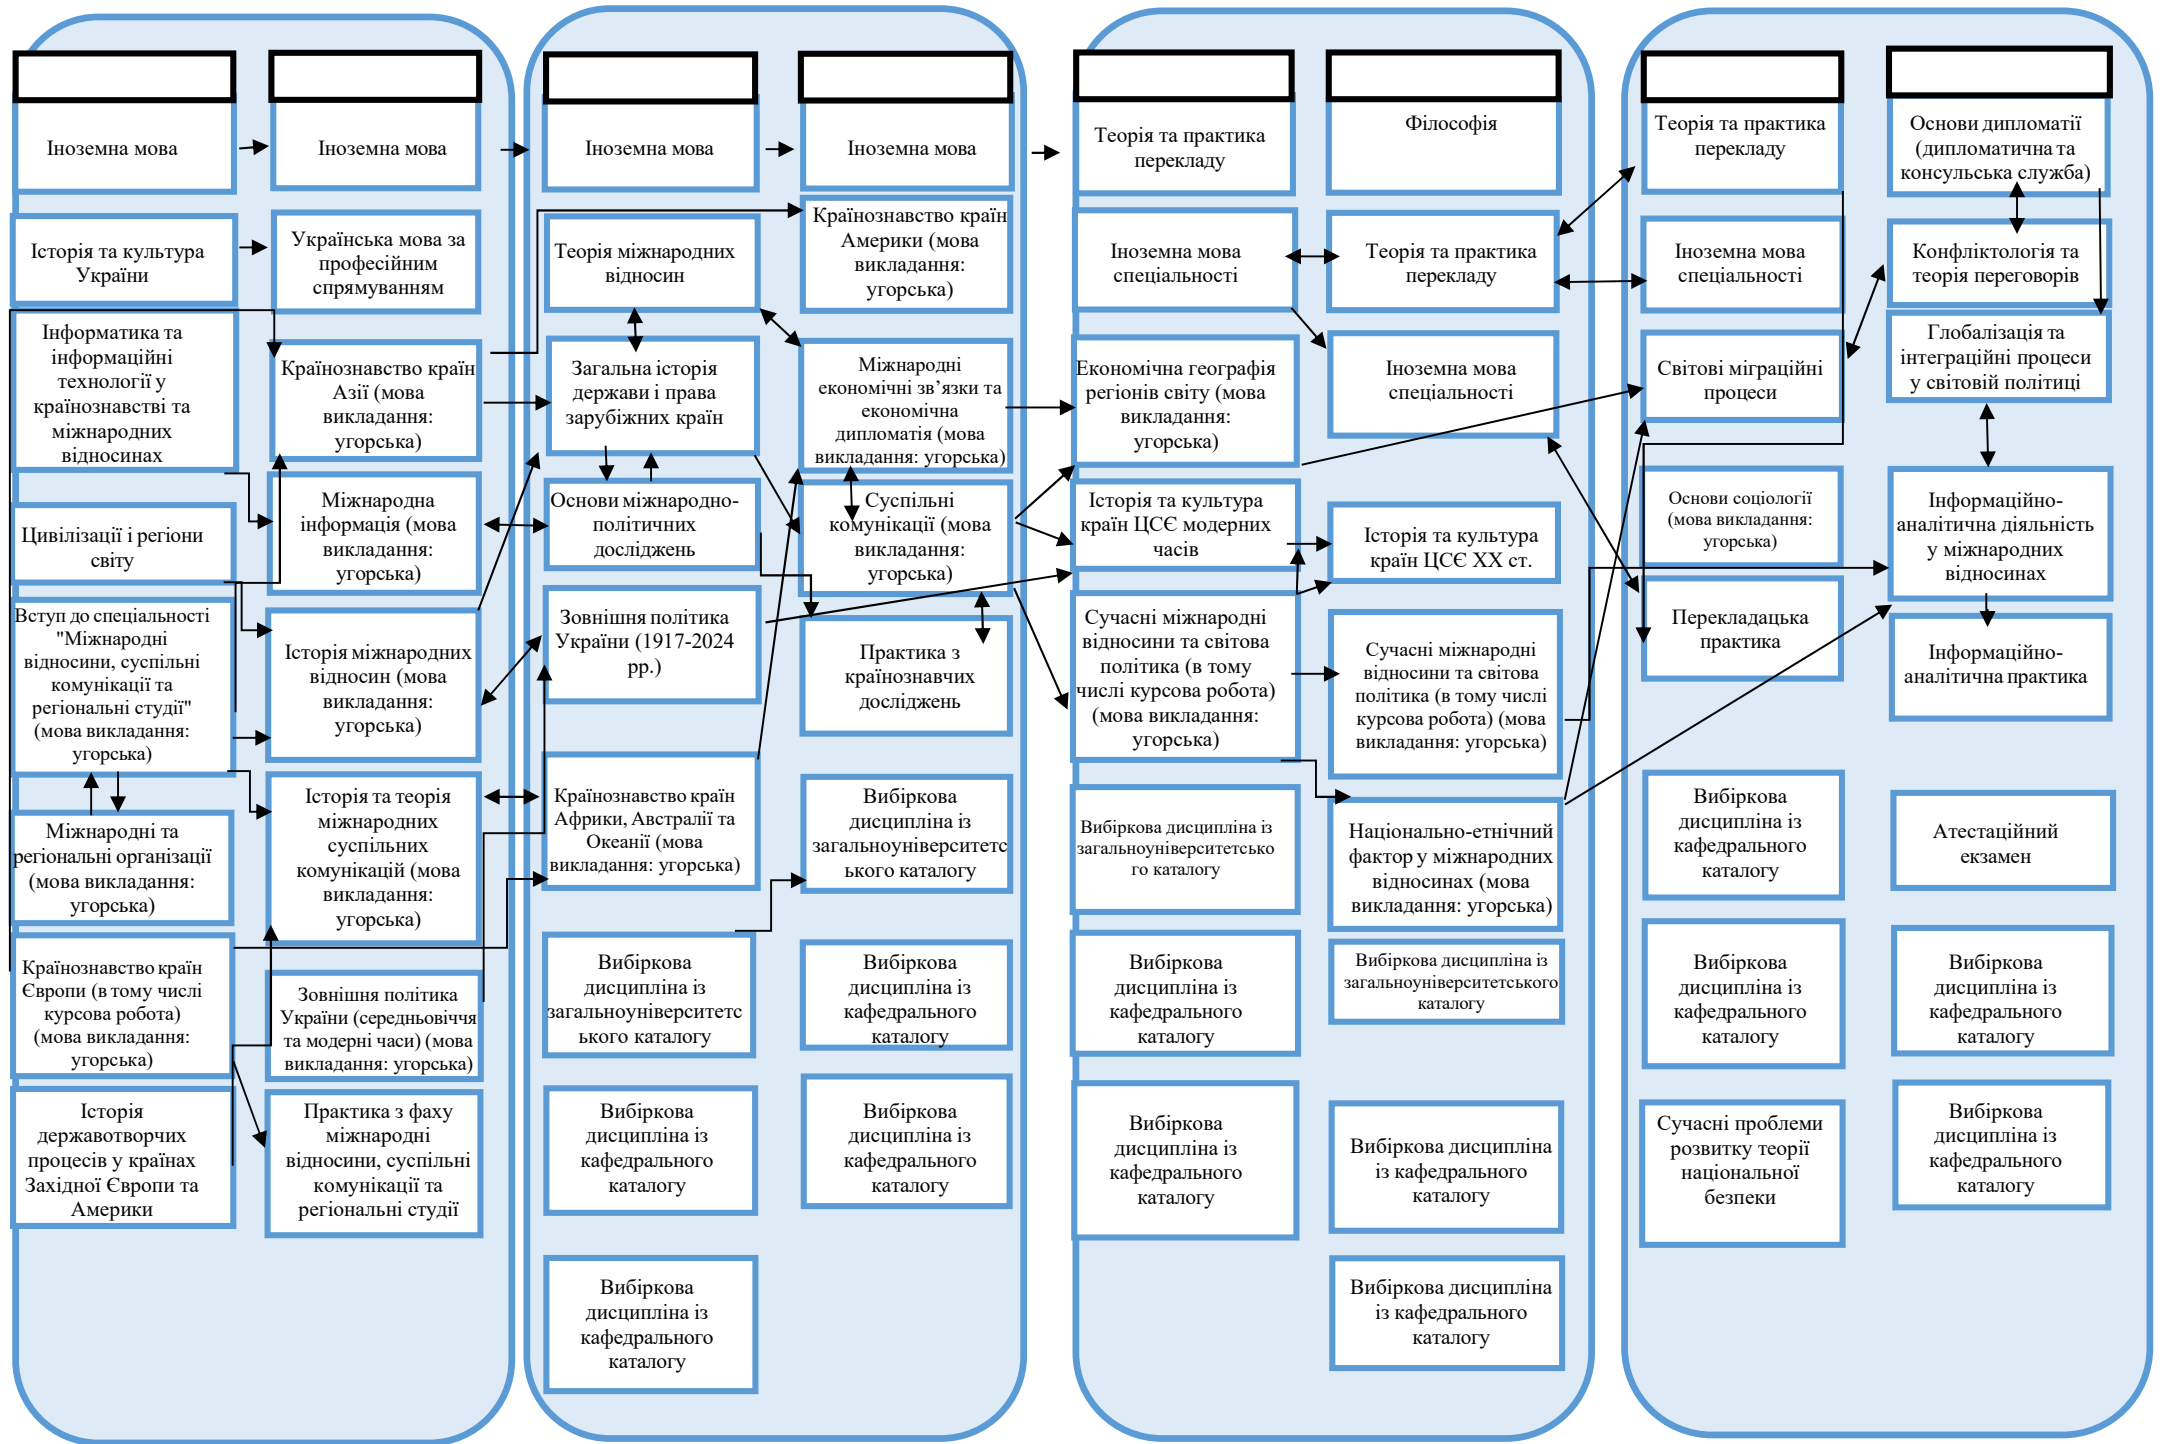 Іноземна мова
Історія та культура
України
Інформатика та
інформаційні
технології у
країнознавстві та
міжнародних
відносинах
Цивілізації і регіони
світу
Вступ до спеціальності
"Міжнародні
відносини, суспільні
комунікації та
регіональні студії"
(мова викладання:
угорська)
Міжнародні та
регіональні організації
(мова викладання:
угорська)
Країнознавство країн
Європи (в тому числі
курсова робота)
(мова викладання:
угорська)
Історія
державотворчих
процесів у країнах
Західної Європи та
Америки
Іноземна мова
Українська мова за
професійним
спрямуванням
Країнознавство країн
Азії (мова
викладання:
угорська)
Міжнародна
інформація (мова
викладання:
угорська)
Історія міжнародних
відносин (мова
викладання:
угорська)
Історія та теорія
міжнародних
суспільних
комунікацій (мова
викладання:
угорська)
Зовнішня політика
України (середньовіччя
та модерні часи) (мова
викладання: угорська)
Практика з фаху
міжнародні
відносини, суспільні
комунікації та
регіональні студії
Іноземна мова
Теорія міжнародних
відносин
Загальна історія
держави і права
зарубіжних країн
Основи міжнародно-
політичних
досліджень
Зовнішня політика
України (1917-2024
рр.)
Країнознавство країн
Африки, Австралії та
Океанії (мова
викладання: угорська)
Вибіркова
дисципліна із
загальноуніверситетс
ького каталогу
Вибіркова
дисципліна із
кафедрального
каталогу
Вибіркова
дисципліна із
кафедрального
каталогу
Іноземна мова
Країнознавство країн
Америки (мова
викладання:
угорська)
Міжнародні
економічні зв’язки та
економічна
дипломатія (мова
викладання: угорська)
Суспільні
комунікації (мова
викладання:
угорська)
Практика з
країнознавчих
досліджень
Вибіркова
дисципліна із
загальноуніверситетс
ького каталогу
Вибіркова
дисципліна із
кафедрального
каталогу
Вибіркова
дисципліна із
кафедрального
каталогу
Теорія та практика
перекладу
Іноземна мова
спеціальності
Економічна географія
регіонів світу (мова
викладання:
угорська)
Історія та культура
країн ЦСЄ модерних
часів
Сучасні міжнародні
відносини та світова
політика (в тому
числі курсова робота)
(мова викладання:
угорська)
Вибіркова дисципліна із
загальноуніверситетсько
го каталогу
Вибіркова
дисципліна із
кафедрального
каталогу
Вибіркова
дисципліна із
кафедрального
каталогу
Філософія
Теорія та практика
перекладу
Іноземна мова
спеціальності
Історія та культура
країн ЦСЄ ХХ ст.
Сучасні міжнародні
відносини та світова
політика (в тому числі
курсова робота) (мова
викладання: угорська)
Національно-етнічний
фактор у міжнародних
відносинах (мова
викладання: угорська)
Вибіркова дисципліна із
загальноуніверситетського
каталогу
Вибіркова дисципліна
із кафедрального
каталогу
Вибіркова дисципліна
із кафедрального
каталогу
Теорія та практика
перекладу
Іноземна мова
спеціальності
Світові міграційні
процеси
Основи соціології
(мова викладання:
угорська)
Перекладацька
практика
Вибіркова
дисципліна із
кафедрального
каталогу
Вибіркова
дисципліна із
кафедрального
каталогу
Сучасні проблеми
розвитку теорії
національної
безпеки
Основи дипломатії
(дипломатична та
консульська служба)
Конфліктологія та
теорія переговорів
Глобалізація та
інтеграційні процеси
у світовій політиці
Інформаційно-
аналітична діяльність
у міжнародних
відносинах
Інформаційно-
аналітична практика
Атестаційний
екзамен
Вибіркова
дисципліна із
кафедрального
каталогу
Вибіркова
дисципліна із
кафедрального
каталогу